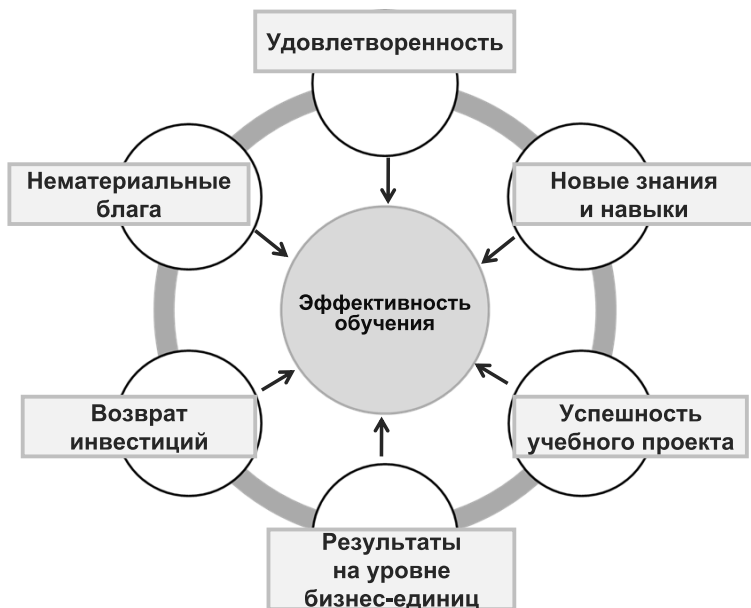 Удовлетворенность
Нематериальные
блага
Новые знания
и навыки
Эффективность
обучения
Возврат
инвестиций
Успешность
учебного проекта
Результаты
на уровне
бизнес-единиц